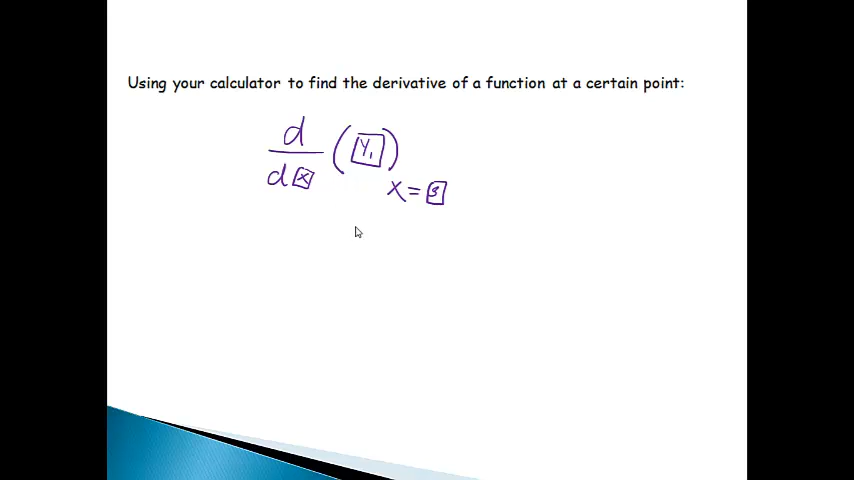 Using your calculator to find the derivative of a function at a certain point:
d
—
dx (Y₁) x=3